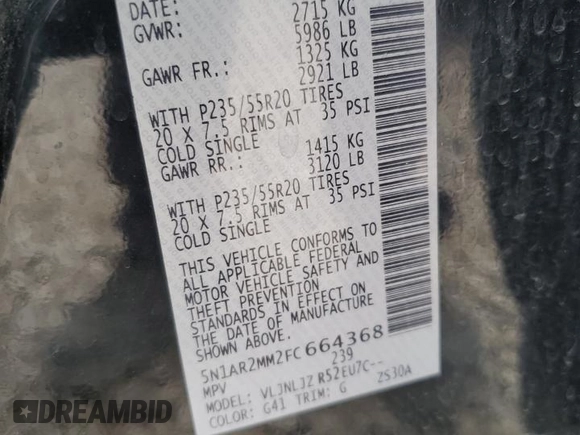 DATE:
GVWR: 2715 KG
5986 LB
GAWR FR.: 1325 KG
2921 LB
WITH P235/55R20 TIRES
20 X 7.5 RIMS AT 35 PSI
COLD SINGLE
GAWR RR.: 1415 KG
3120 LB
WITH P235/55R20 TIRES
20 X 7.5 RIMS AT 35 PSI
COLD SINGLE
THIS VEHICLE CONFORMS TO
ALL APPLICABLE FEDERAL
MOTOR VEHICLE SAFETY AND
THEFT PREVENTION
STANDARDS IN EFFECT ON
THE DATE OF MANUFACTURE
SHOWN ABOVE.
5N1AR2MM2FC664368
MPV 239
MODEL: VLJNLJZ R52EU7C--
COLOR: G41 TRIM: G 2S30A
DREAMBID